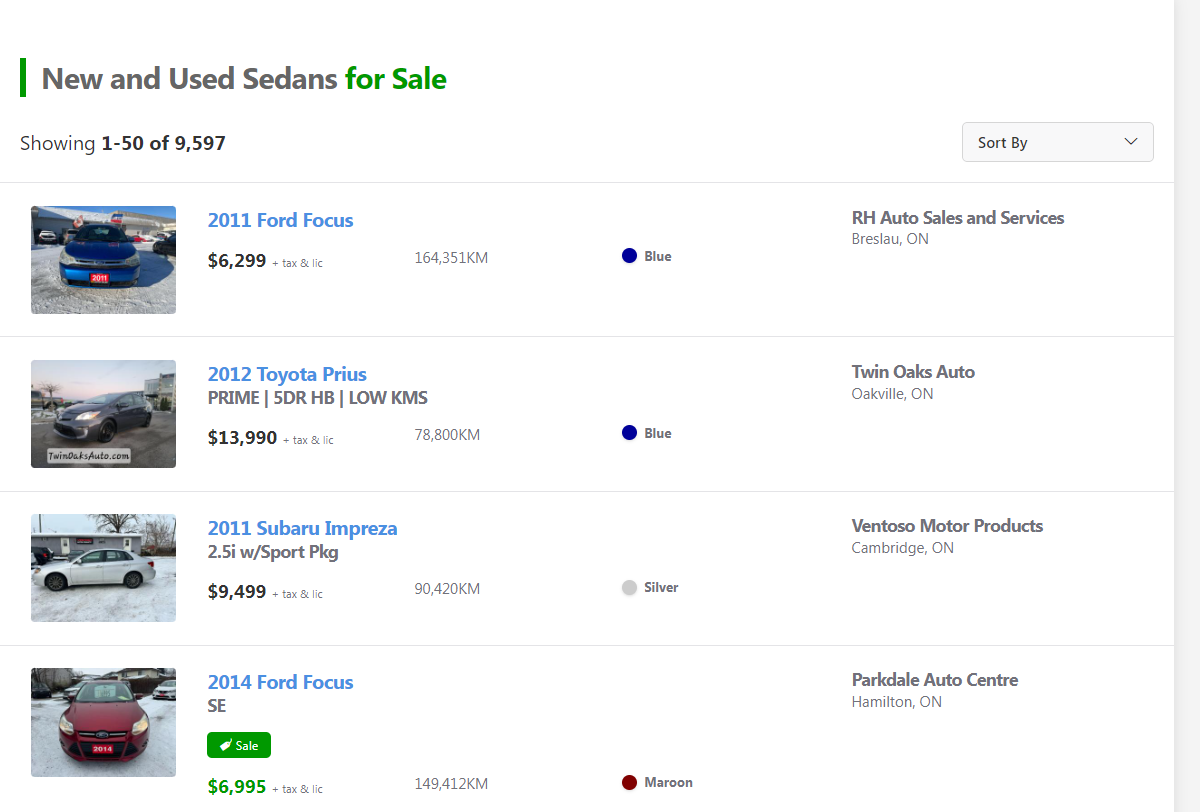 New and Used Sedans for Sale
Showing 1-50 of 9,597
Sort By
2011 Ford Focus
$6,299 + tax & lic
164,351KM
Blue
RH Auto Sales and Services
Breslau, ON
2011
2012 Toyota Prius
PRIME | 5DR HB | LOW KMS
$13,990 + tax & lic
78,800KM
Blue
Twin Oaks Auto
Oakville, ON
TwinOaksAuto.com
2011 Subaru Impreza
2.5i w/Sport Pkg
$9,499 + tax & lic
90,420KM
Silver
Ventoso Motor Products
Cambridge, ON
2014 Ford Focus
SE
Sale
$6,995 + tax & lic
149,412KM
Maroon
Parkdale Auto Centre
Hamilton, ON
2014